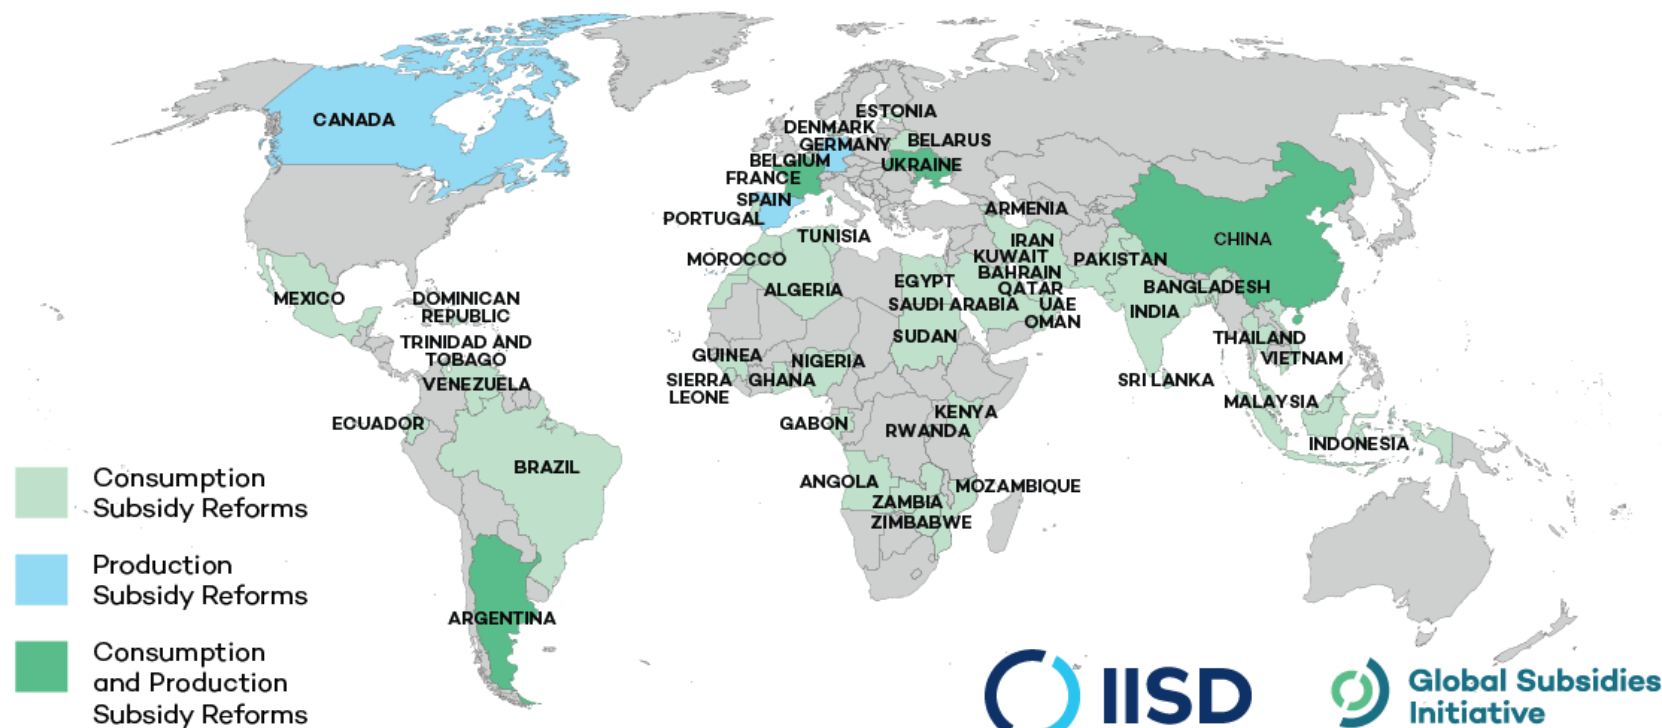 CANADA
ESTONIA
DENMARK
GERMANY
BELARUS
BELGIUM
UKRAINE
FRANCE
SPAIN
PORTUGAL
ARMENIA
TUNISIA
IRAN
CHINA
MOROCCO
KUWAIT
PAKISTAN
BAHRAIN
EGYPT
QATAR
BANGLADESH
ALGERIA
MEXICO
DOMINICAN
REPUBLIC
SAUDI ARABIA
UAE
INDIA
OMAN
SUDAN
THAILAND
TRINIDAD AND
TOBAGO
GUINEA
NIGERIA
VIETNAM
VENEZUELA
SIERRA
LEONE
GHANA
SRI LANKA
MALAYSIA
ECUADOR
GABON
KENYA
RWANDA
INDONESIA
BRAZIL
ANGOLA
MOZAMBIQUE
ZAMBIA
ZIMBABWE
ARGENTINA
Consumption
Subsidy Reforms
Production
Subsidy Reforms
Consumption
and Production
Subsidy Reforms
IISD
Global Subsidies
Initiative